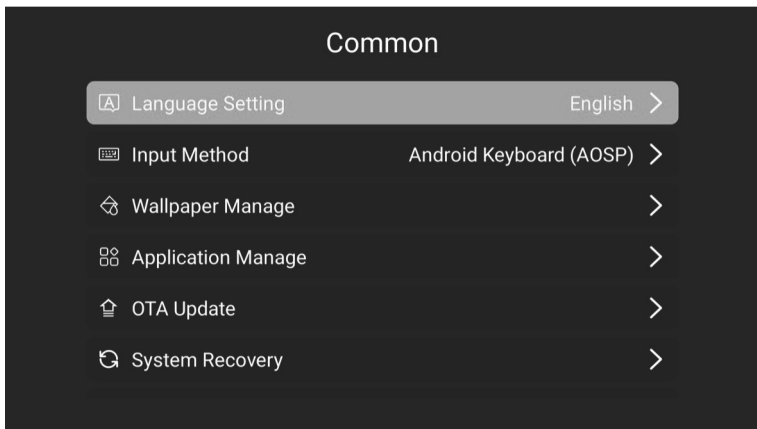 Common
Language Setting English
Input Method Android Keyboard (AOSP)
Wallpaper Manage
Application Manage
OTA Update
System Recovery